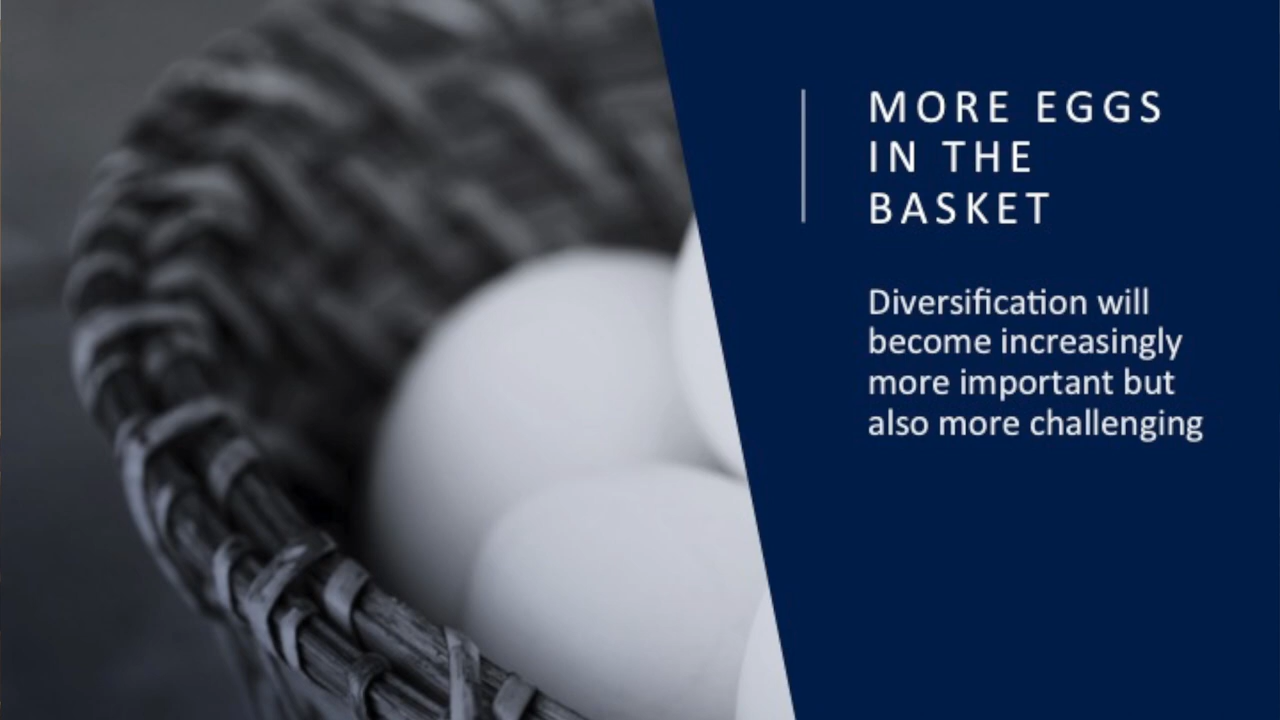 MORE EGGS
IN THE
BASKET
Diversification will
become increasingly
more important but
also more challenging